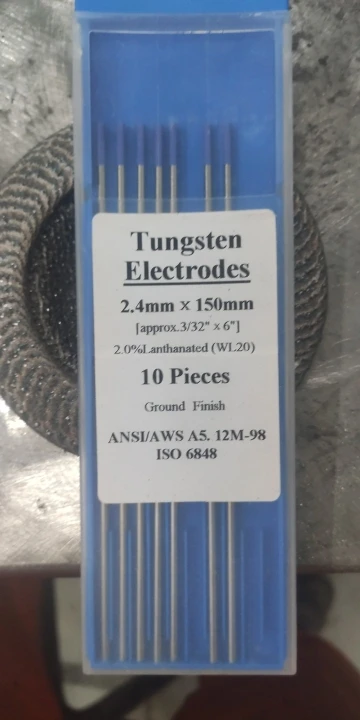 Tungsten
Electrodes
2.4mm × 150mm
[approx.3/32" × 6"]
2.0%Lanthanated (WL20)
10 Pieces
Ground Finish
ANSI/AWS A5. 12M-98
ISO 6848